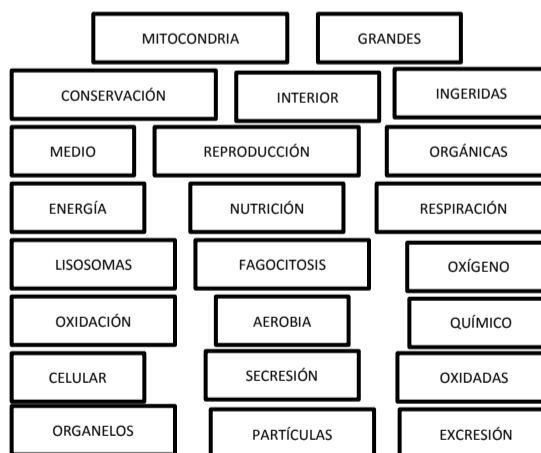 MITOCONDRIA GRANDES
CONSERVACIÓN INTERIOR INGERIDAS
MEDIO REPRODUCCIÓN ORGÁNICAS
ENERGÍA NUTRICIÓN RESPIRACIÓN
LISOSOMAS FAGOCITOSIS OXÍGENO
OXIDACIÓN AEROBIA QUÍMICO
CELULAR SECRESIÓN OXIDADAS
ORGANELOS PARTÍCULAS EXCRESIÓN